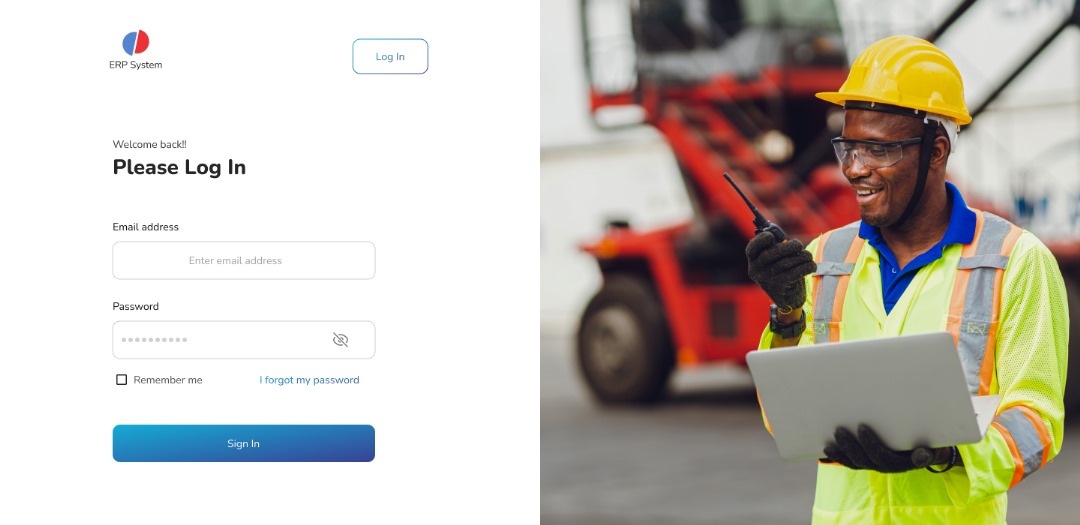 ERP System
Log In
Welcome back!!
Please Log In
Email address
Enter email address
Password
Remember me
I forgot my password
Sign In